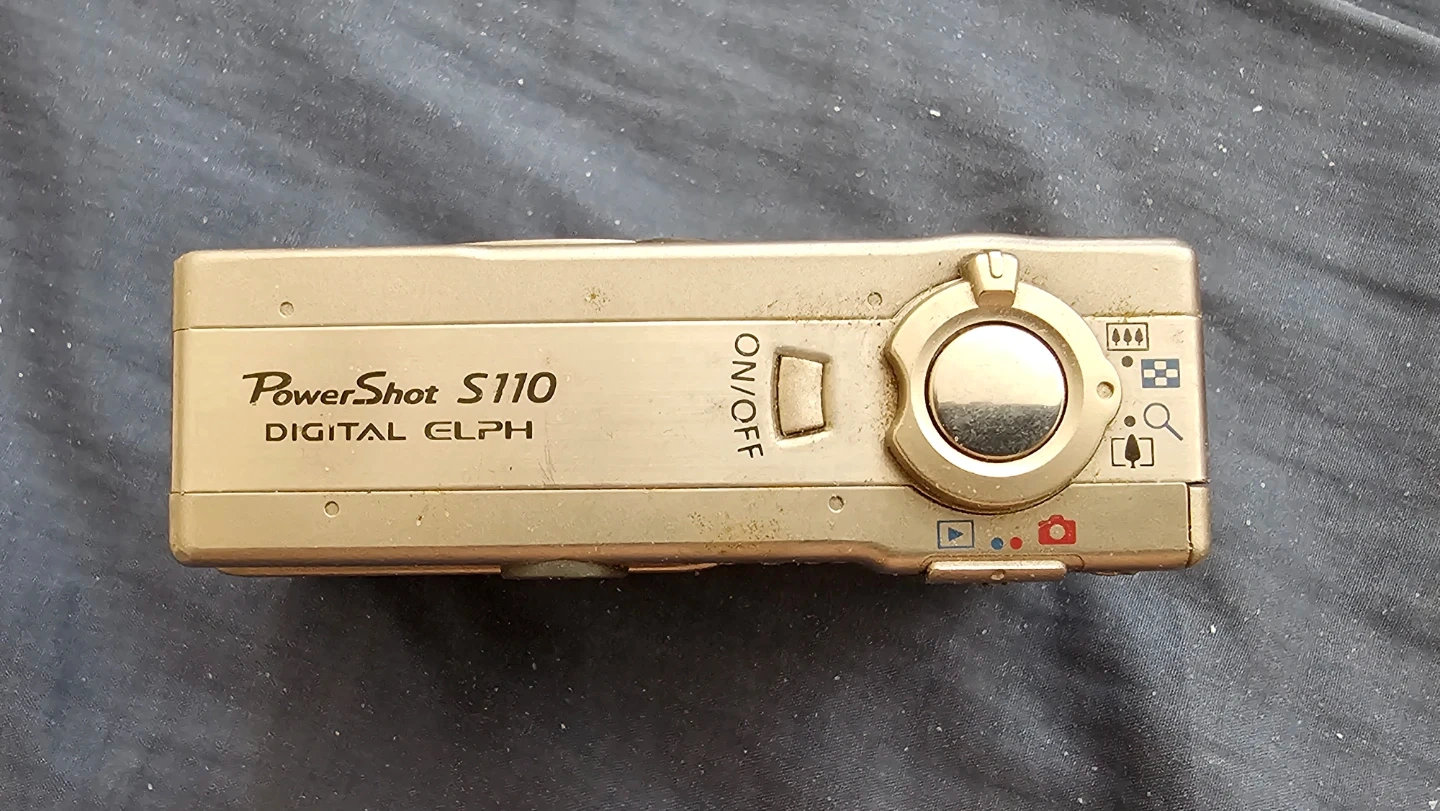 PowerShot S110
DIGITAL ELPH
ON/OFF